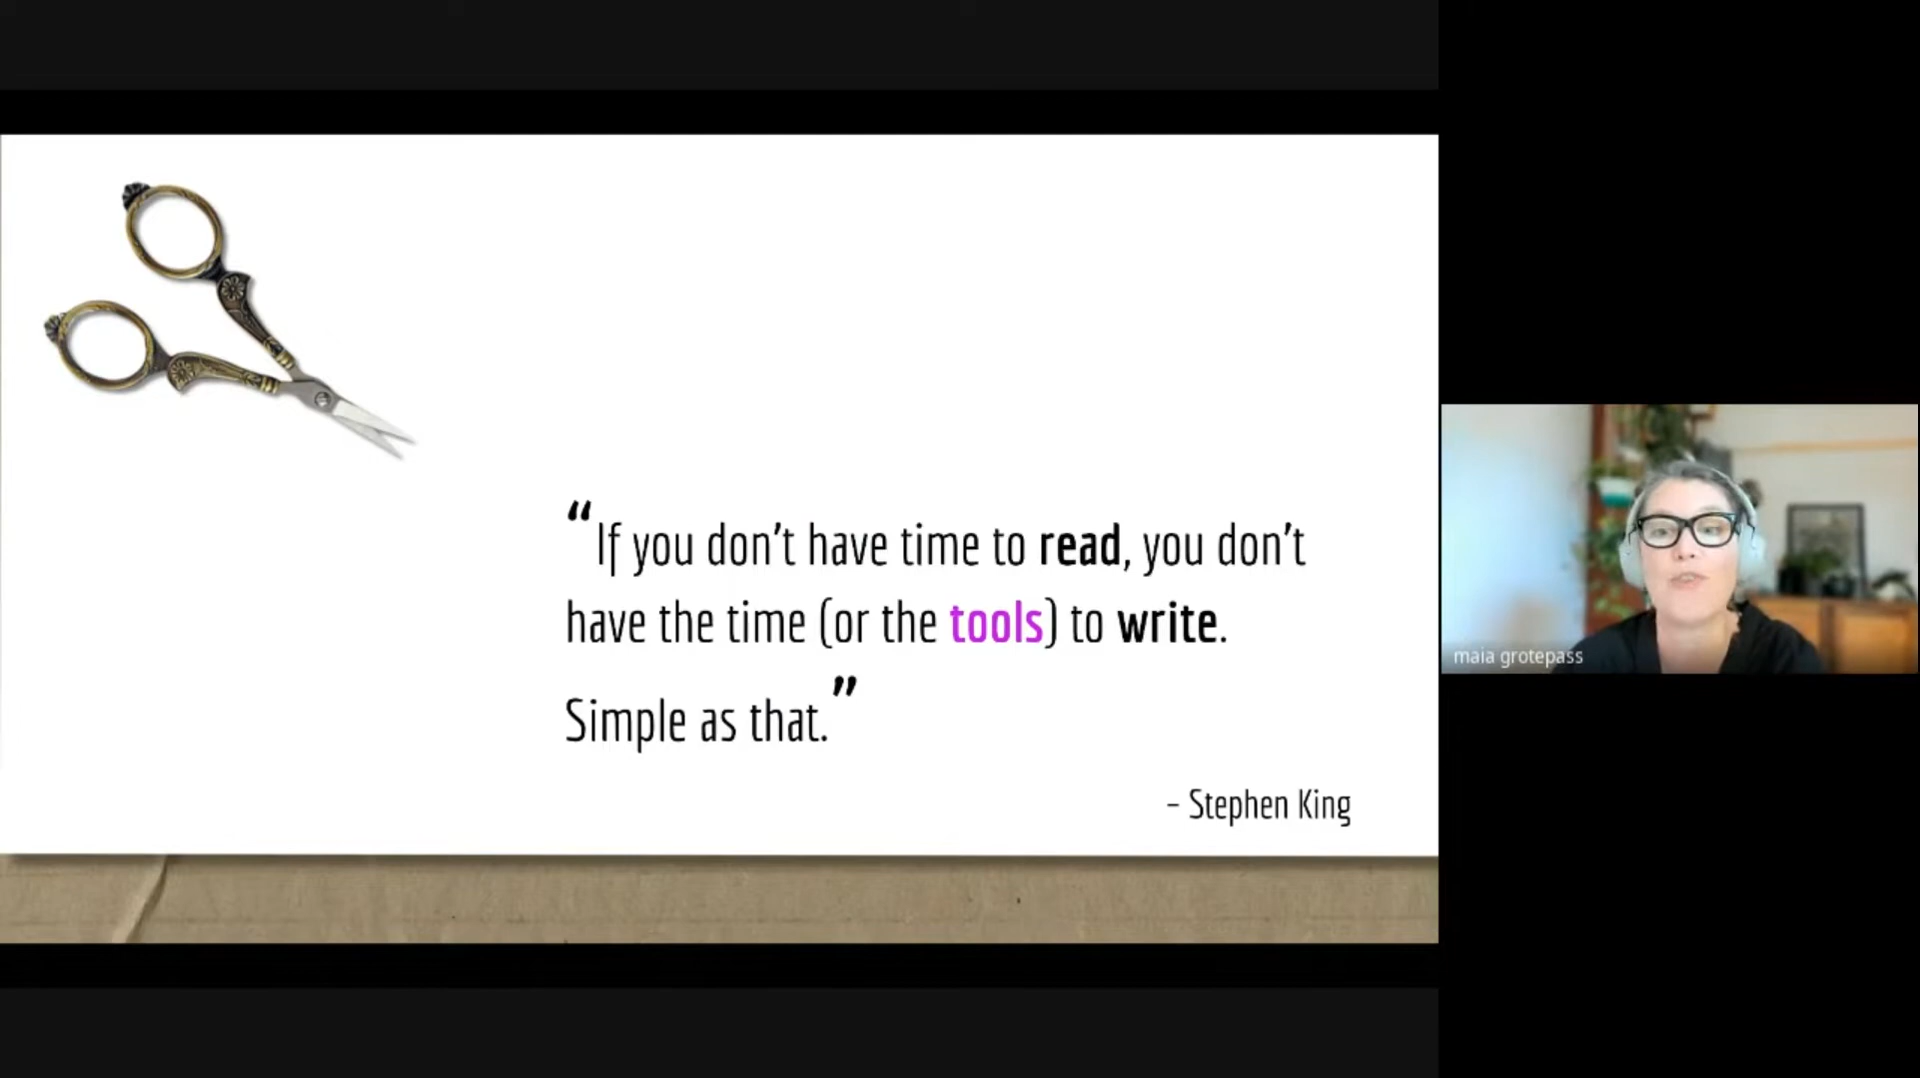 “If you don’t have time to read, you don’t
have the time (or the tools) to write.
Simple as that.”
– Stephen King
maia grotepass